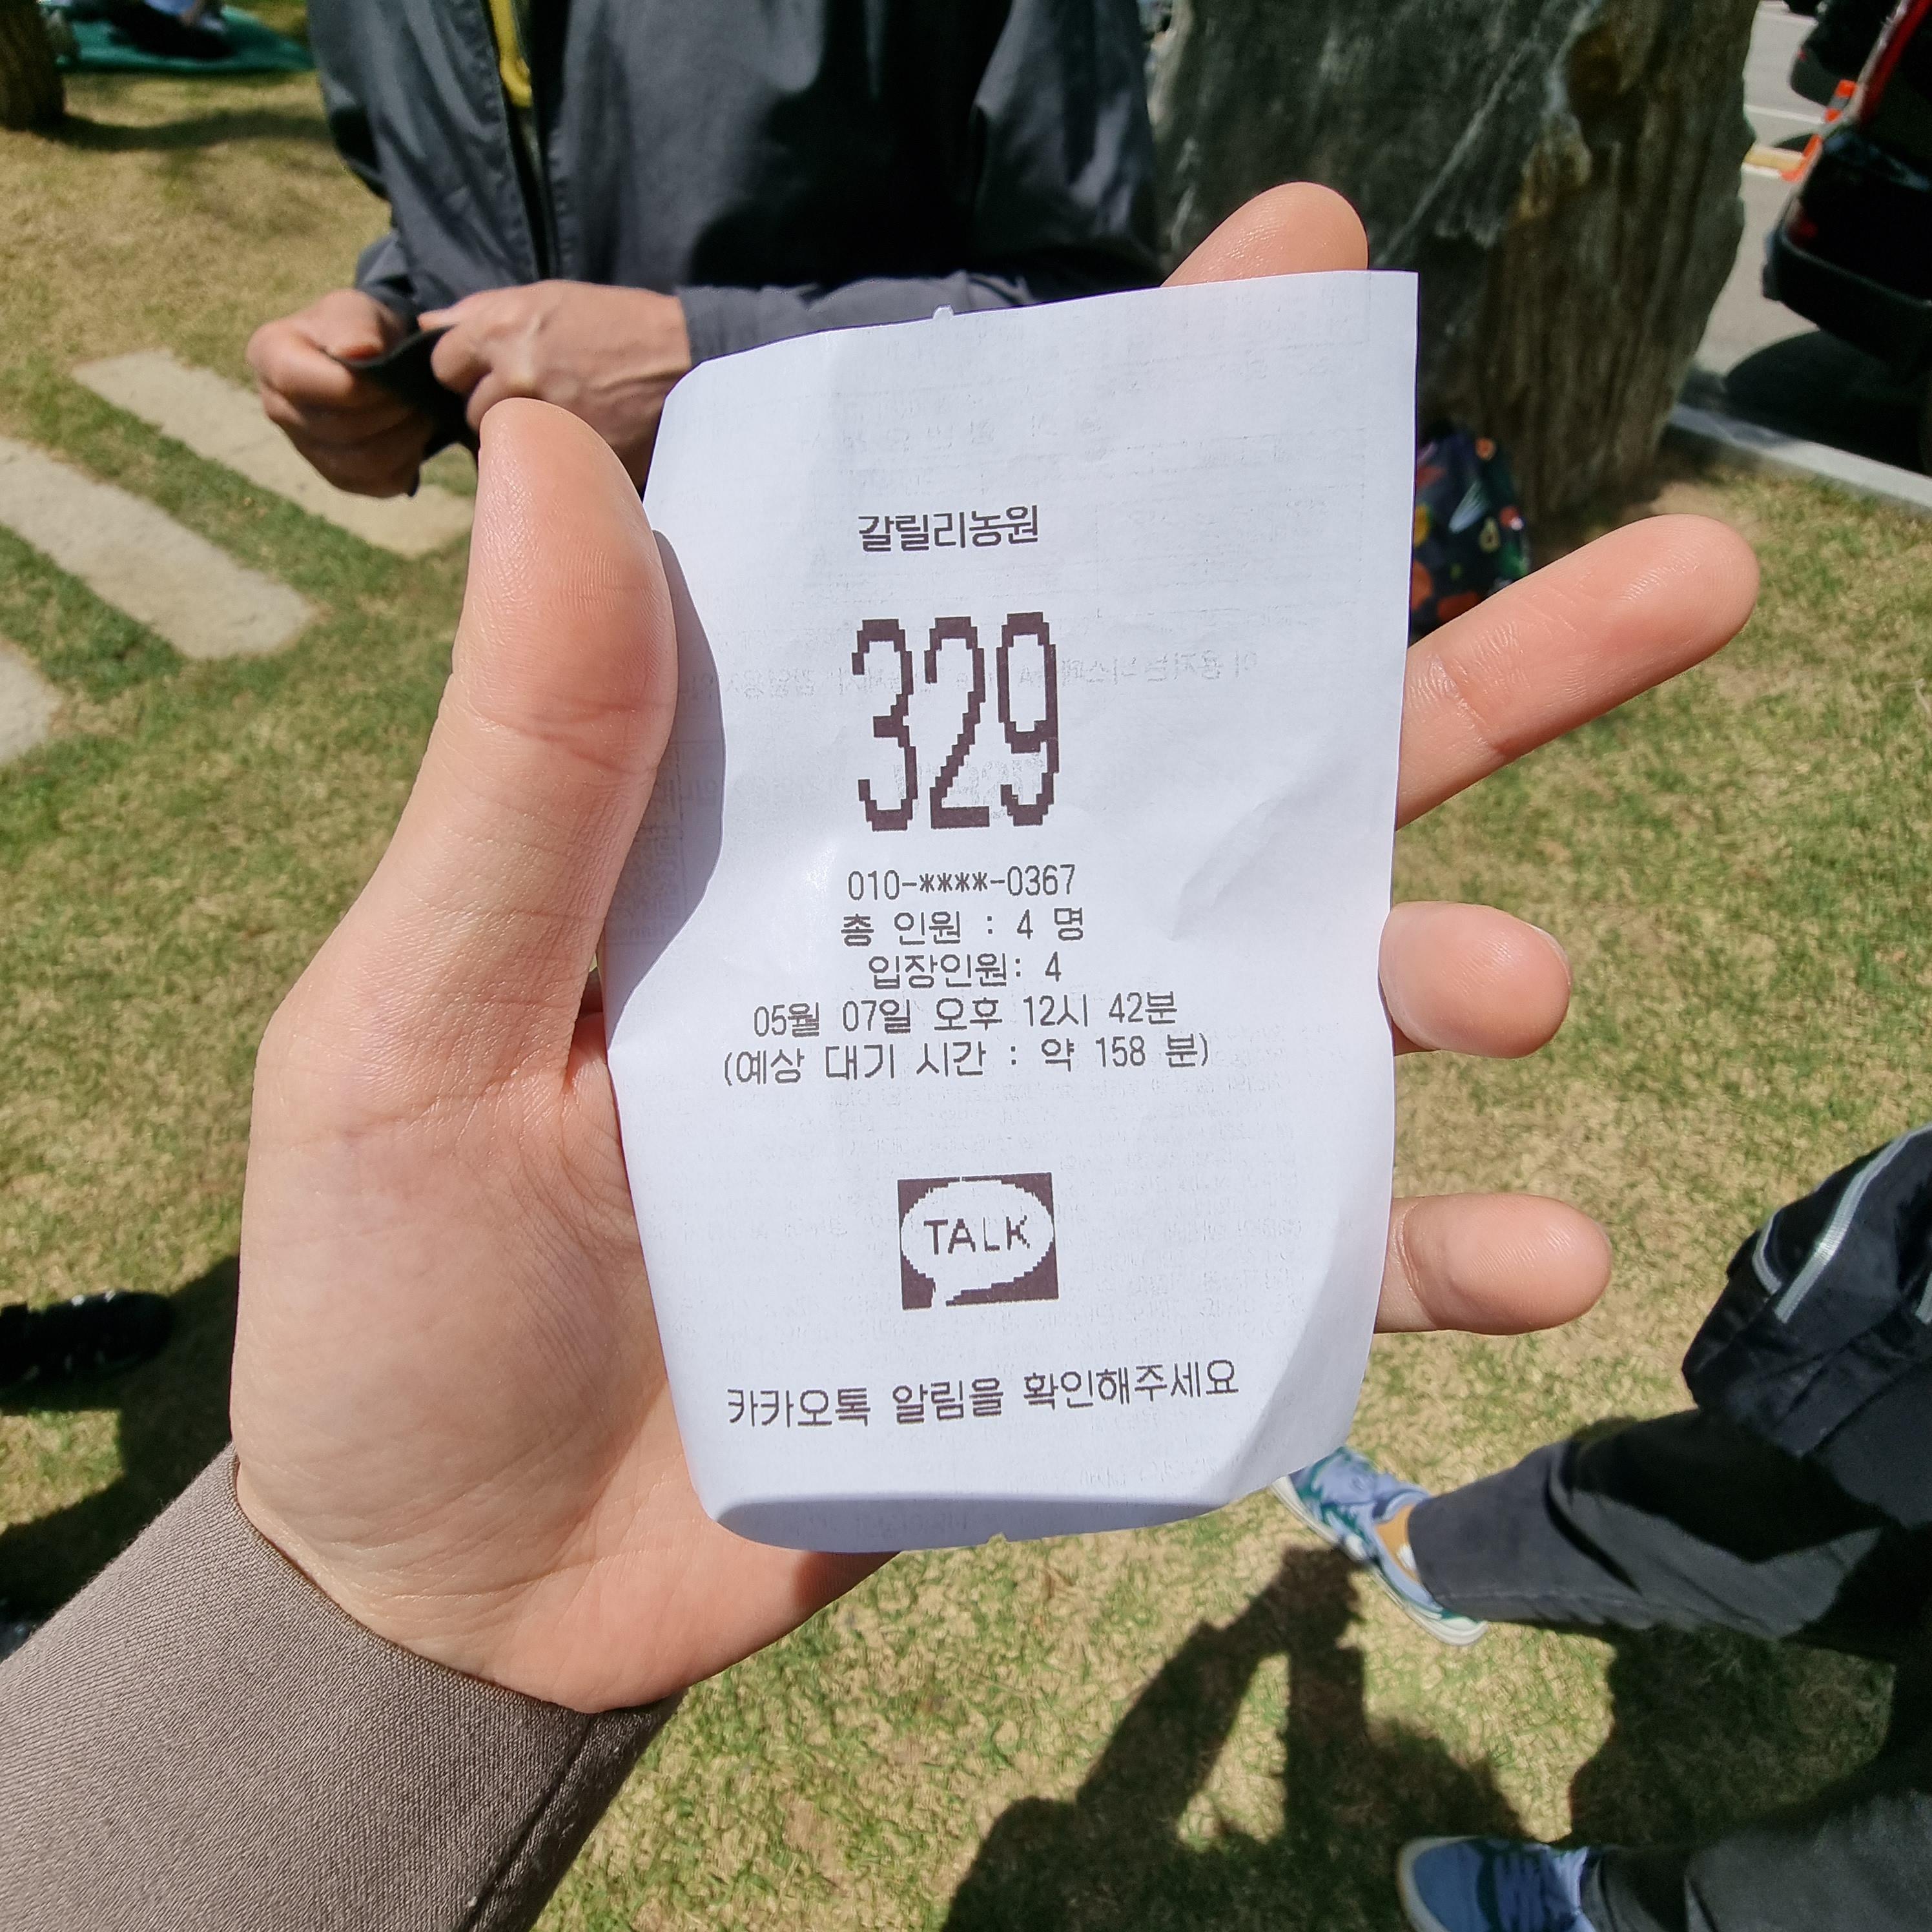 갈릴리농원
329
010-****-0367
총 인원 : 4 명
입장인원: 4
05월 07일 오후 12시 42분
(예상 대기 시간 : 약 158 분)
TALK
카카오톡 알림을 확인해주세요